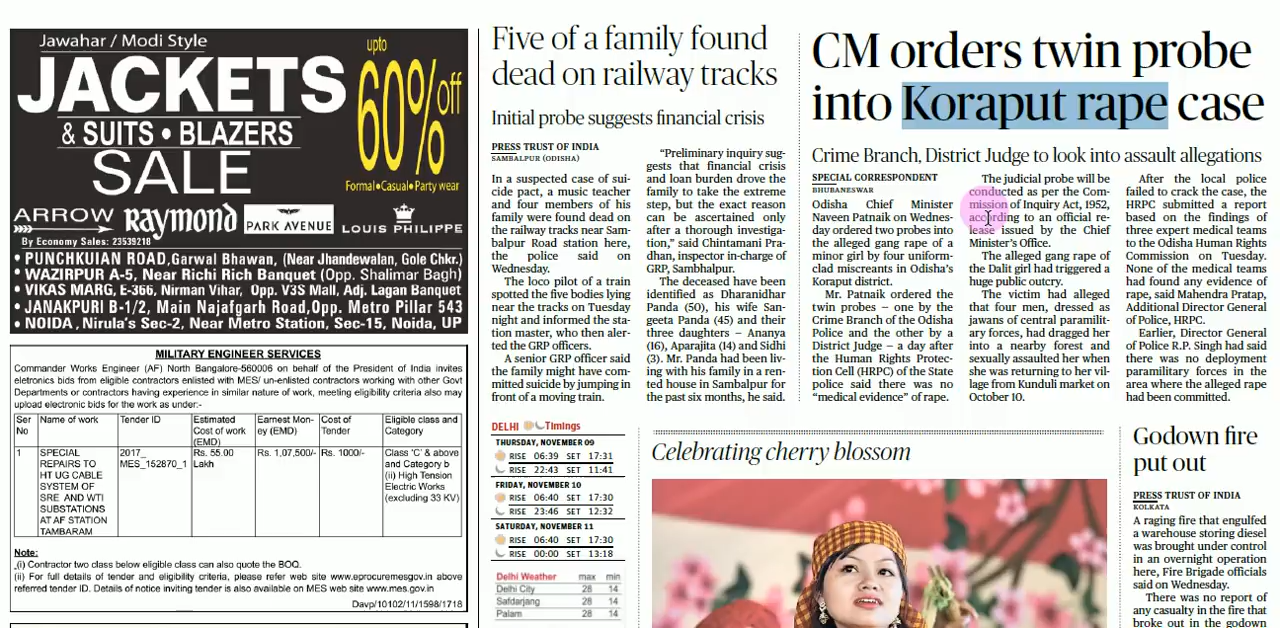 Jawahar / Modi Style
JACKETS
& SUITS • BLAZERS
SALE
upto
60% off
Formal•Casual•Party wear
ARROW
Raymond
PARK AVENUE
LOUIS PHILIPPE
By Economy Sales: 23539218
• PUNCHKUIAN ROAD,Garwal Bhawan, (Near Jhandewalan, Gole Chkr.)
• WAZIRPUR A-5, Near Richi Rich Banquet (Opp. Shalimar Bagh)
• VIKAS MARG, E-366, Nirman Vihar, Opp. V3S Mall, Adj. Lagan Banquet
• JANAKPURI B-1/2, Main Najafgarh Road,Opp. Metro Pillar 543
• NOIDA, Nirula's Sec-2, Near Metro Station, Sec-15, Noida, UP
MILITARY ENGINEER SERVICES
Commander Works Engineer (AF) North Bangalore-560006 on behalf of the President of India invites
eletronics bids from eligible contractors enlisted with MES/ un-enlisted contractors working with other Govt
Departments or contractors having experience in similar nature of work, meeting eligibility criteria also may
upload electronic bids for the work as under:-
Ser No
Name of work
Tender ID
Estimated Cost of work (EMD)
Earnest Mon-ey (EMD)
Cost of Tender
Eligible class and Category
1
SPECIAL
REPAIRS TO
HT UG CABLE
SYSTEM OF
SRE AND WTI
SUBSTATIONS
AT AF STATION
TAMBARAM
2017_
MES_152870_1
Rs. 55.00
Lakh
Rs. 1,07,500/-
Rs. 1000/-
Class 'C' & above
and Category b
(ii) High Tension
Electric Works
(excluding 33 KV)
Note:
(i) Contractor two class below eligible class can also quote the BOQ.
(ii) For full details of tender and eligibility criteria, please refer web site www.eprocuremesgov.in above
referred tender ID. Details of notice inviting tender is also available on MES web site www.mes.gov.in
Davp/10102/11/1598/1718
Five of a family found
dead on railway tracks
Initial probe suggests financial crisis
PRESS TRUST OF INDIA
SAMBALPUR (ODISHA)
In a suspected case of sui-
cide pact, a music teacher
and four members of his
family were found dead on
the railway tracks near Sam-
balpur Road station here,
the police said on
Wednesday.
The loco pilot of a train
spotted the five bodies lying
near the tracks on Tuesday
night and informed the sta-
tion master, who then aler-
ted the GRP officers.
A senior GRP officer said
the family might have com-
mitted suicide by jumping in
front of a moving train.
“Preliminary inquiry sug-
gests that financial crisis
and loan burden drove the
family to take the extreme
step, but the exact reason
can be ascertained only
after a thorough investiga-
tion,” said Chintamani Pra-
dhan, inspector in-charge of
GRP, Sambhalpur.
The deceased have been
identified as Dharanidhar
Panda (50), his wife San-
geeta Panda (45) and their
three daughters – Ananya
(16), Aparajita (14) and Sidhi
(3). Mr. Panda had been liv-
ing with his family in a ren-
ted house in Sambalpur for
the past six months, he said.
CM orders twin probe
into Koraput rape case
Crime Branch, District Judge to look into assault allegations
SPECIAL CORRESPONDENT
BHUBANESWAR
Odisha Chief Minister
Naveen Patnaik on Wednes-
day ordered two probes into
the alleged gang rape of a
minor girl by four uniform-
clad miscreants in Odisha's
Koraput district.
Mr. Patnaik ordered the
twin probes – one by the
Crime Branch of the Odisha
Police and the other by a
District Judge – a day after
the Human Rights Protec-
tion Cell (HRPC) of the State
police said there was no
“medical evidence” of rape.
The judicial probe will be
conducted as per the Com-
mission of Inquiry Act, 1952,
according to an official re-
lease issued by the Chief
Minister's Office.
The alleged gang rape of
the Dalit girl had triggered a
huge public outcry.
The victim had alleged
that four men, dressed as
jawans of central paramilit-
ary forces, had dragged her
into a nearby forest and
sexually assaulted her when
she was returning to her vil-
lage from Kunduli market on
October 10.
After the local police
failed to crack the case, the
HRPC submitted a report
based on the findings of
three expert medical teams
to the Odisha Human Rights
Commission on Tuesday.
None of the medical teams
had found any evidence of
rape, said Mahendra Pratap,
Additional Director General
of Police, HRPC.
Earlier, Director General
of Police R.P. Singh had said
there was no deployment
paramilitary forces in the
area where the alleged rape
had been committed.
DELHI Timings
THURSDAY, NOVEMBER 09
RISE 06:39 SET 17:31
RISE 22:43 SET 11:41
FRIDAY, NOVEMBER 10
RISE 06:40 SET 17:30
RISE 23:46 SET 12:32
SATURDAY, NOVEMBER 11
RISE 06:40 SET 17:30
RISE 00:00 SET 13:18
Delhi Weather max min
Delhi City 28 14
Safdarjang 28 14
Palam 28 14
Celebrating cherry blossom
Godown fire
put out
PRESS TRUST OF INDIA
KOLKATA
A raging fire that engulfed
a warehouse storing diesel
was brought under control
in an overnight operation
here, Fire Brigade officials
said on Wednesday.
There was no report of
any casualty in the fire that
broke out in the godown